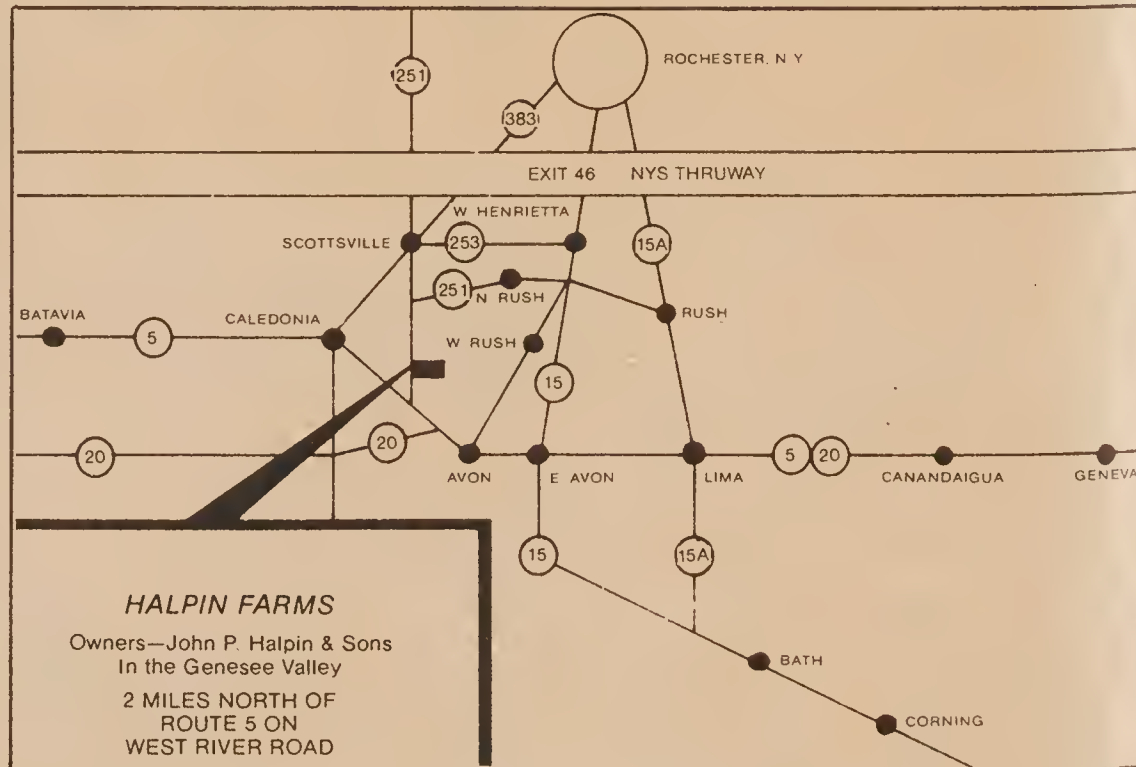 ROCHESTER, N Y
251
383
EXIT 46 NYS THRUWAY
W HENRIETTA
SCOTTSVILLE
253
15A
251
N RUSH
RUSH
BATAVIA
5
CALEDONIA
W RUSH
15
20
20
AVON
E AVON
LIMA
5
20
CANANDAIGUA
GENEVA
15
15A
BATH
CORNING
HALPIN FARMS
Owners—John P. Halpin & Sons
In the Genesee Valley
2 MILES NORTH OF
ROUTE 5 ON
WEST RIVER ROAD